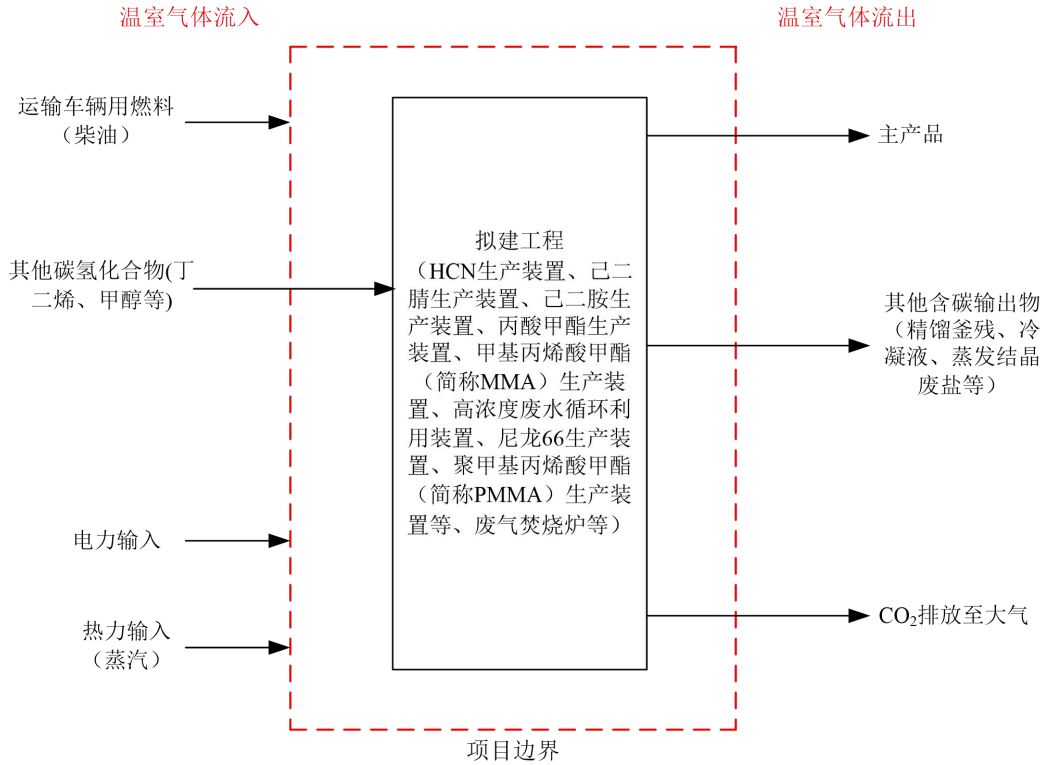 温室气体流入
温室气体流出
运输车辆用燃料
（柴油）
其他碳氢化合物(丁
二烯、甲醇等)
电力输入
热力输入
（蒸汽）
拟建工程
（HCN生产装置、己二
腈生产装置、己二胺生
产装置、丙酸甲酯生产
装置、甲基丙烯酸甲酯
（简称MMA）生产装
置、高浓度废水循环利
用装置、尼龙66生产装
置、聚甲基丙烯酸甲酯
（简称PMMA）生产装
置等、废气焚烧炉等）
主产品
其他含碳输出物
（精馏釜残、冷
凝液、蒸发结晶
废盐等）
CO₂排放至大气
项目边界